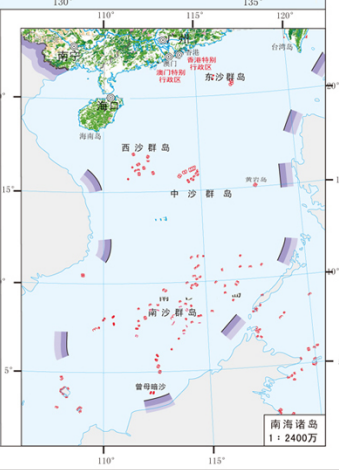 130° 115° 135° 120°
南宁
广州
香港特别
行政区
澳门
澳门特别
行政区
台湾岛
东沙群岛
20°
海口
海南岛
西沙群岛
中沙群岛
黄岩岛
15°
南沙群岛
曾母暗沙
5°
南海诸岛
1：2400万
110° 115°